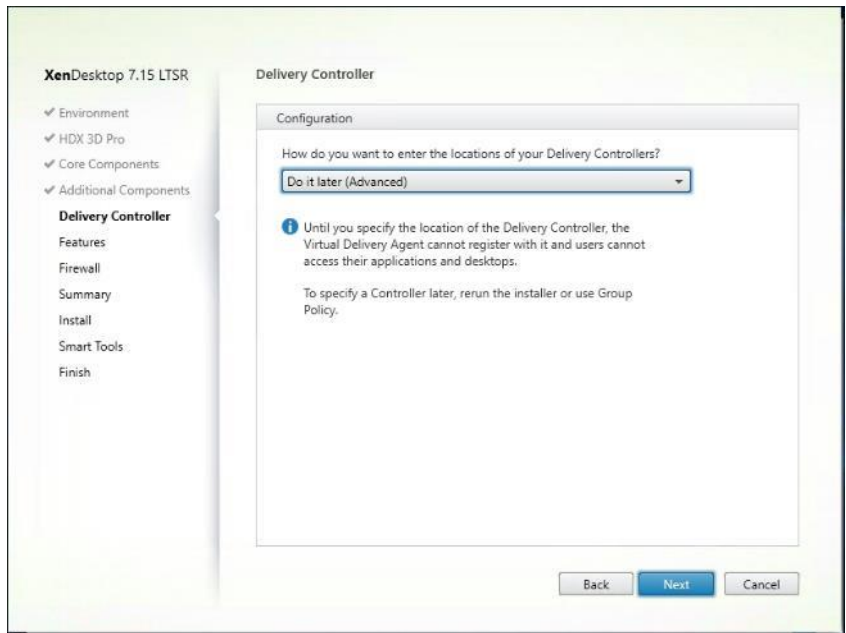 XenDesktop 7.15 LTSR
Environment
HDX 3D Pro
Core Components
Additional Components
Delivery Controller
Features
Firewall
Summary
Install
Smart Tools
Finish
Delivery Controller
Configuration
How do you want to enter the locations of your Delivery Controllers?
Do it later (Advanced)
Until you specify the location of the Delivery Controller, the
Virtual Delivery Agent cannot register with it and users cannot
access their applications and desktops.
To specify a Controller later, rerun the installer or use Group
Policy.
Back
Next
Cancel